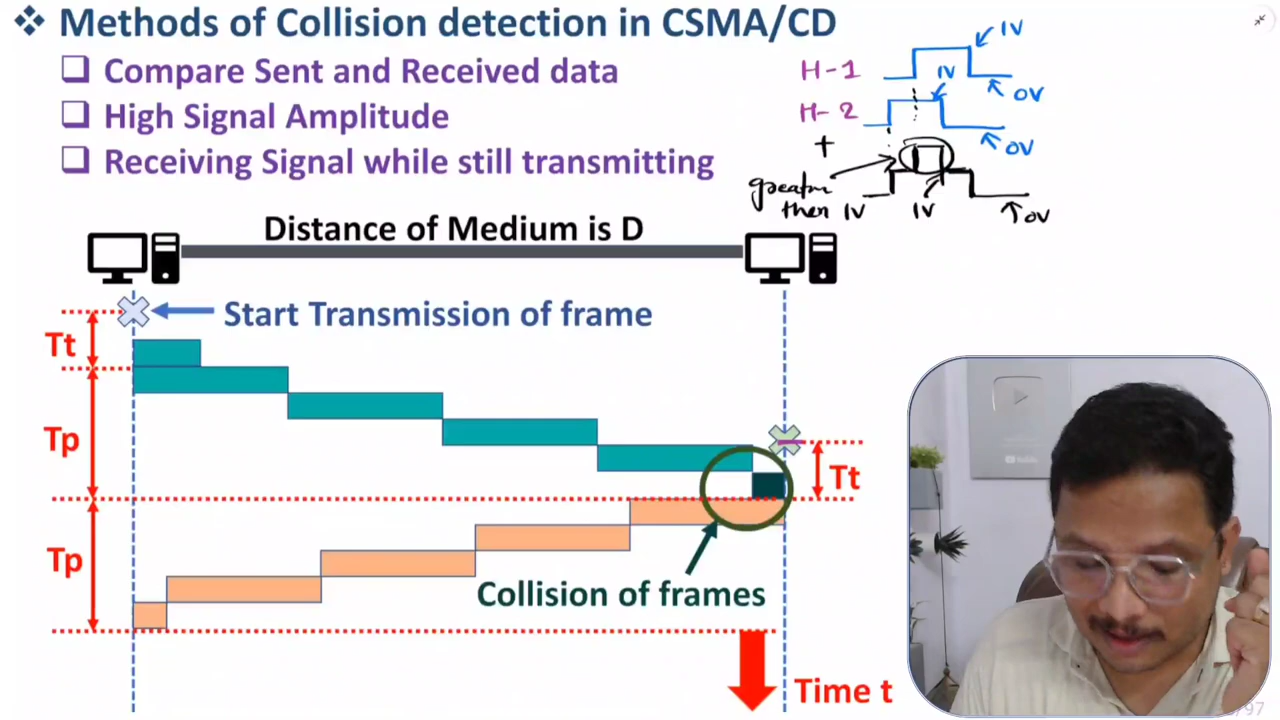 ❖ Methods of Collision detection in CSMA/CD
❑ Compare Sent and Received data
❑ High Signal Amplitude
❑ Receiving Signal while still transmitting
H-1
1V
0V
H-2
1V
0V
+
greater
then 1V
1V
0V
Distance of Medium is D
Start Transmission of frame
Tt
Tp
Tt
Tp
Collision of frames
Time t